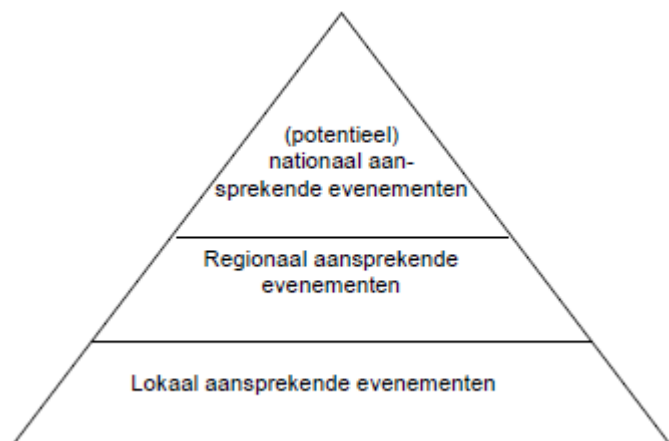 (potentieel)
nationaal aan-
sprekende evenementen
Regionaal aansprekende
evenementen
Lokaal aansprekende evenementen